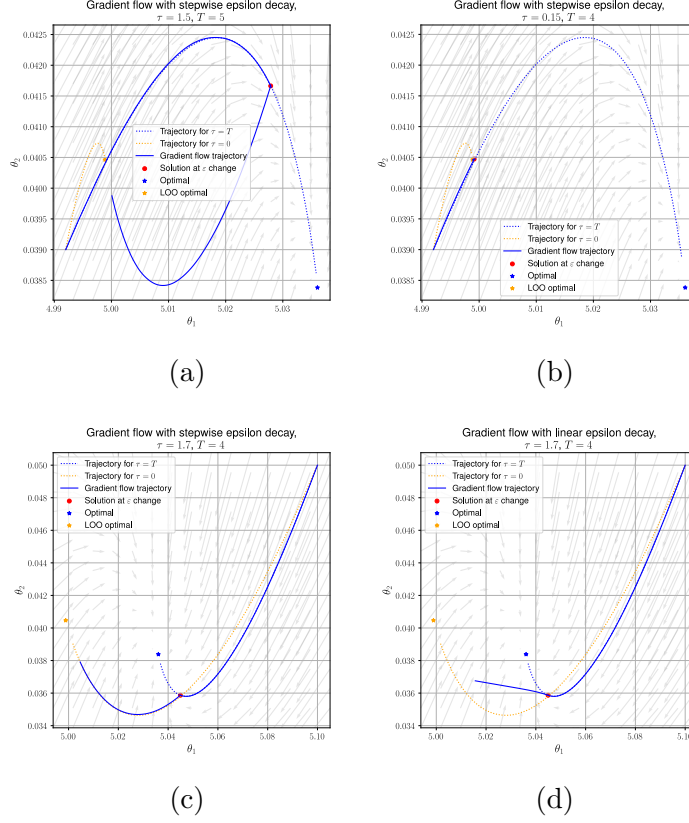 Gradient flow with stepwise epsilon decay,
τ = 1.5, T = 5
0.0425
0.0420
0.0415
0.0410
0.0405
0.0400
0.0395
0.0390
0.0385
θ₂
Trajectory for τ = T
Trajectory for τ = 0
Gradient flow trajectory
Solution at ε change
Optimal
LOO optimal
4.99
5.00
5.01
5.02
5.03
θ₁
(a)
Gradient flow with stepwise epsilon decay,
τ = 0.15, T = 4
0.0425
0.0420
0.0415
0.0410
0.0405
0.0400
0.0395
0.0390
0.0385
θ₂
Trajectory for τ = T
Trajectory for τ = 0
Gradient flow trajectory
Solution at ε change
Optimal
LOO optimal
4.99
5.00
5.01
5.02
5.03
θ₁
(b)
Gradient flow with stepwise epsilon decay,
τ = 1.7, T = 4
0.050
0.048
0.046
0.044
0.042
0.040
0.038
0.036
0.034
θ₂
Trajectory for τ = T
Trajectory for τ = 0
Gradient flow trajectory
Solution at ε change
Optimal
LOO optimal
5.00
5.02
5.04
5.06
5.08
5.10
θ₁
(c)
Gradient flow with linear epsilon decay,
τ = 1.7, T = 4
0.050
0.048
0.046
0.044
0.042
0.040
0.038
0.036
0.034
θ₂
Trajectory for τ = T
Trajectory for τ = 0
Gradient flow trajectory
Solution at ε change
Optimal
LOO optimal
5.00
5.02
5.04
5.06
5.08
5.10
θ₁
(d)